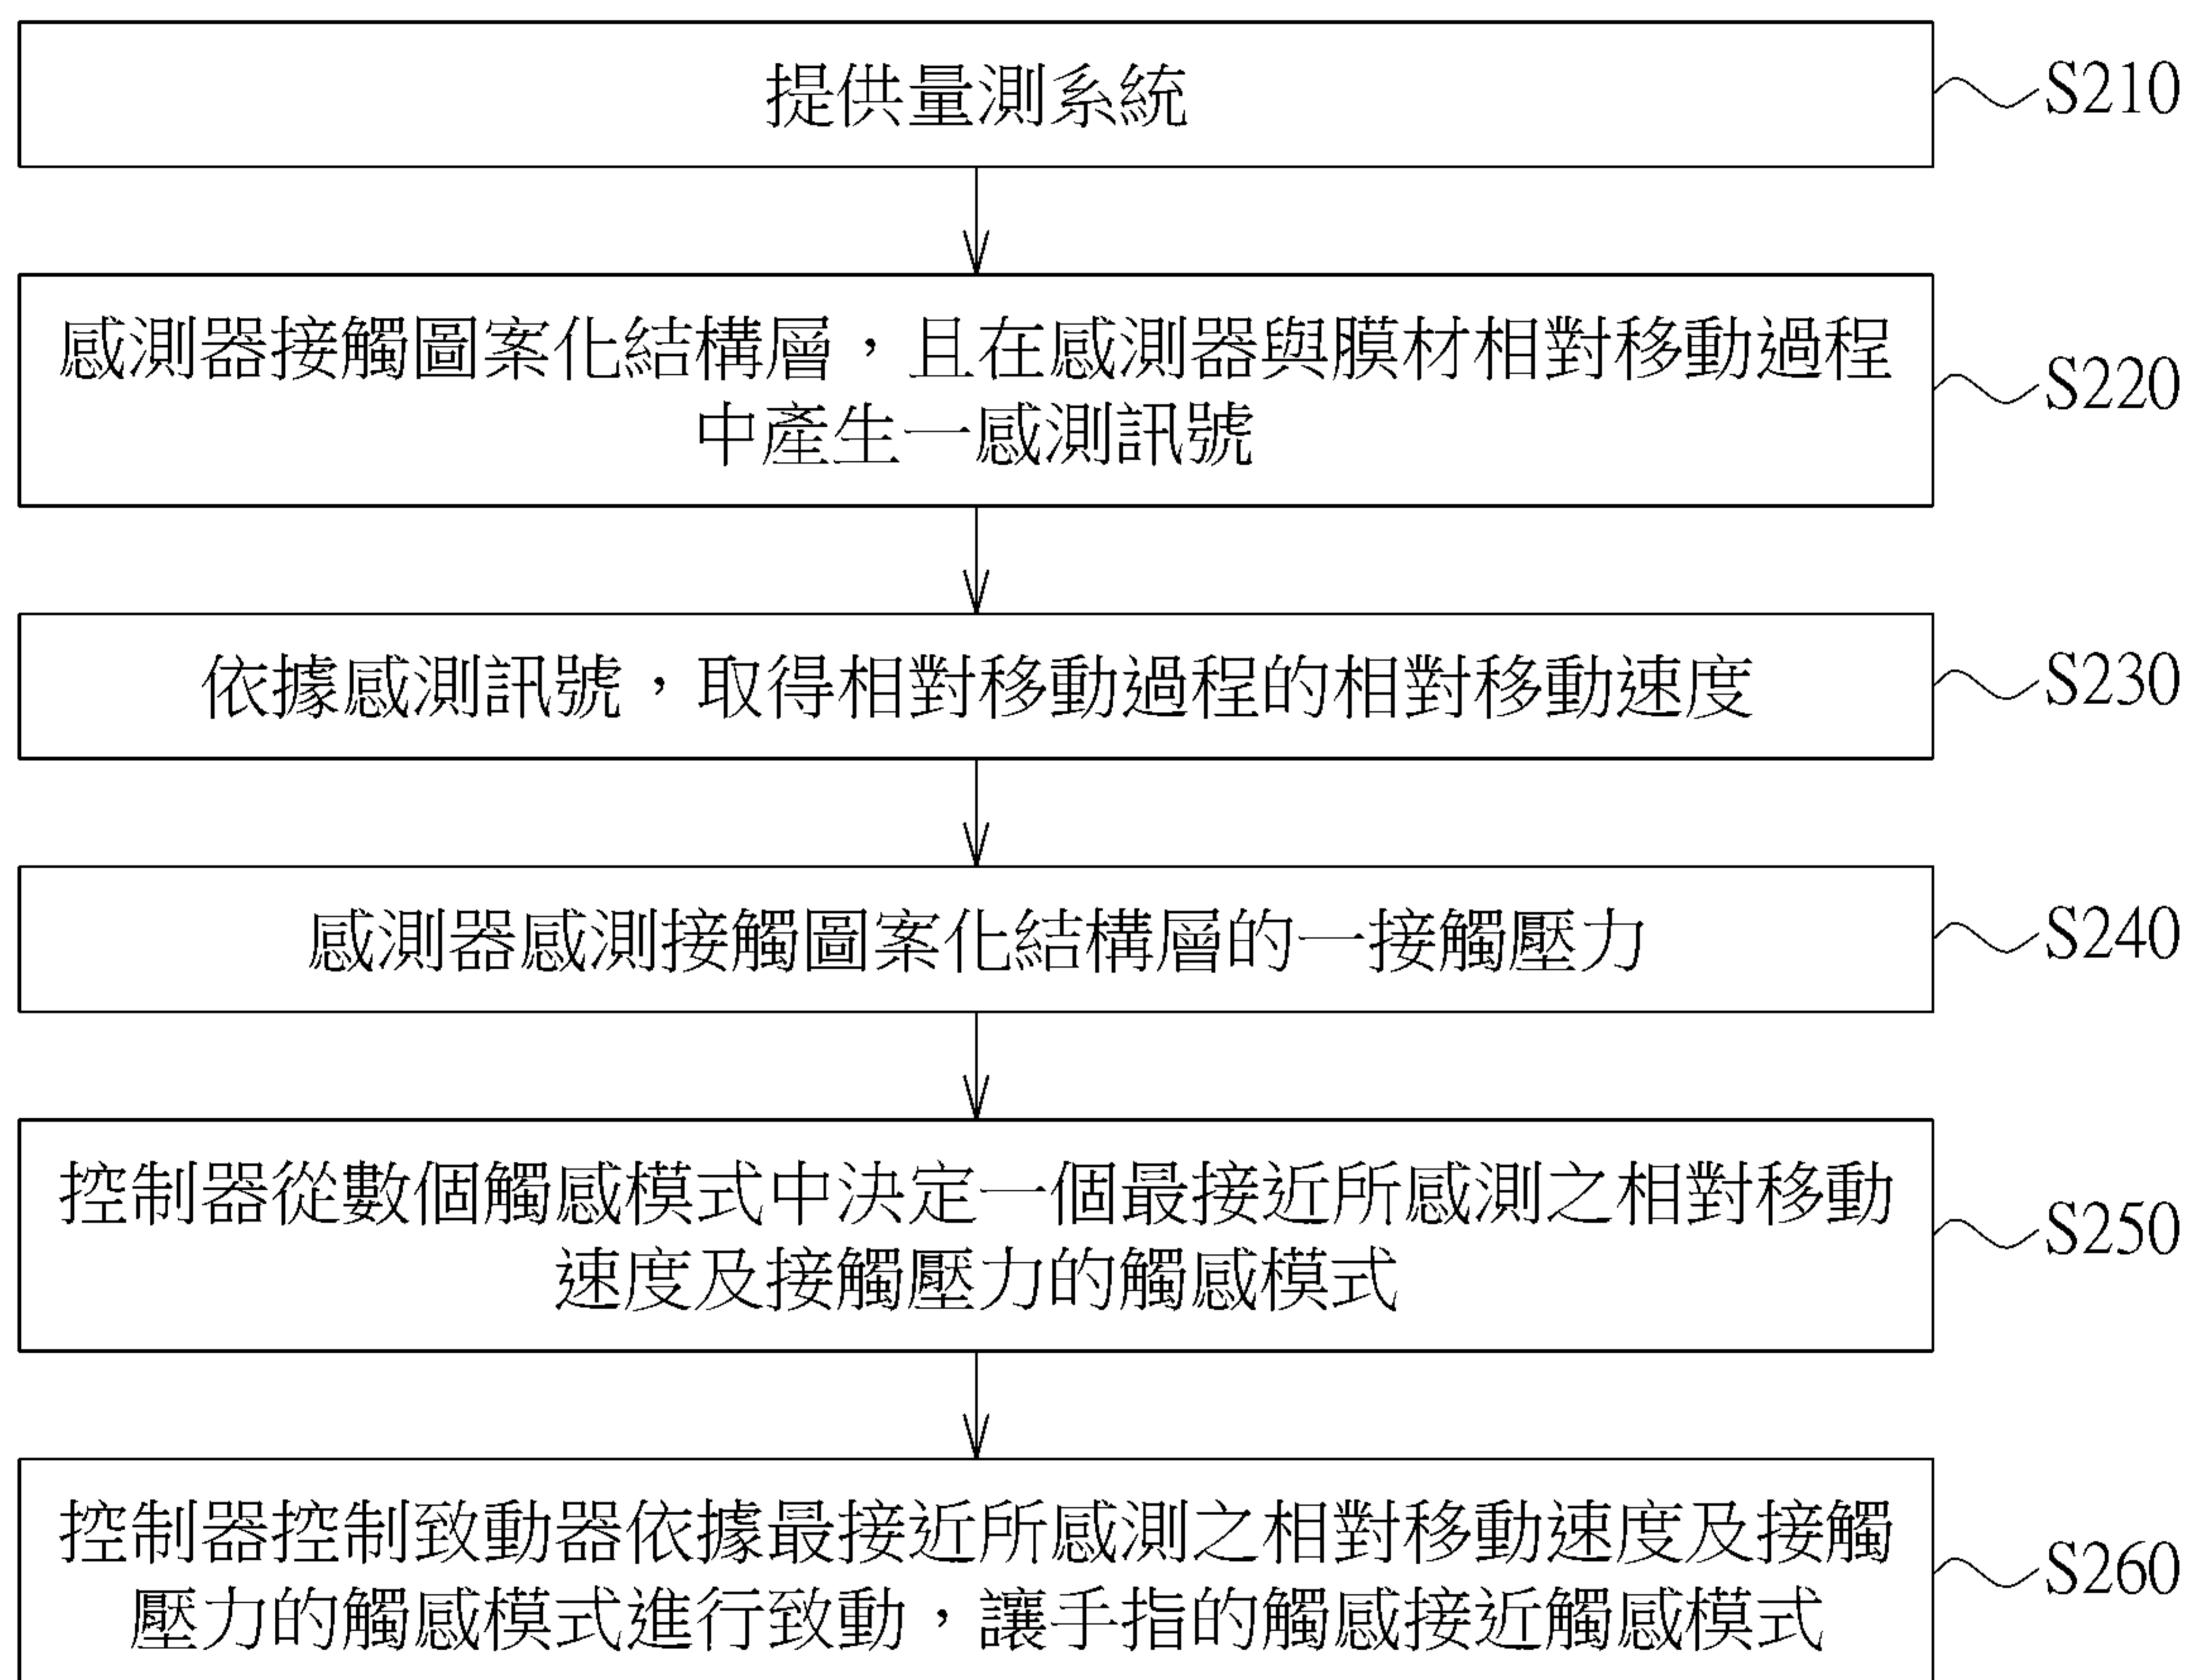 提供量測系統
S210
感測器接觸圖案化結構層，且在感測器與膜材相對移動過程
中產生一感測訊號
S220
依據感測訊號，取得相對移動過程的相對移動速度
S230
感測器感測接觸圖案化結構層的一接觸壓力
S240
控制器從數個觸感模式中決定一個最接近所感測之相對移動
速度及接觸壓力的觸感模式
S250
控制器控制致動器依據最接近所感測之相對移動速度及接觸
壓力的觸感模式進行致動，讓手指的觸感接近觸感模式
S260